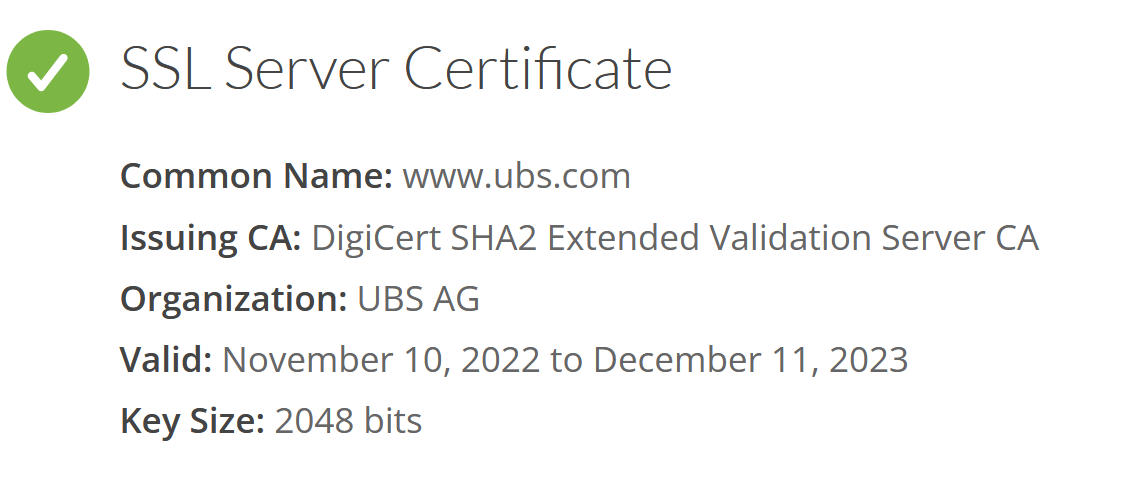 SSL Server Certificate
Common Name: www.ubs.com
Issuing CA: DigiCert SHA2 Extended Validation Server CA
Organization: UBS AG
Valid: November 10, 2022 to December 11, 2023
Key Size: 2048 bits